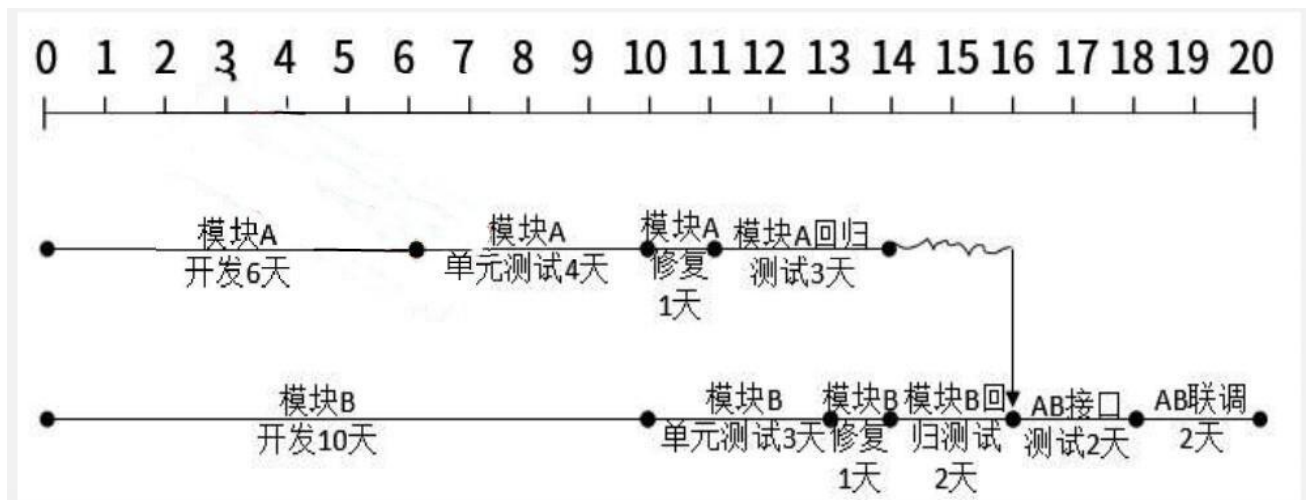 0 1 2 3 4 5 6 7 8 9 10 11 12 13 14 15 16 17 18 19 20
模块A
开发6天
模块A
单元测试4天
模块A
修复
1天
模块A回归
测试3天
模块B
开发10天
模块B
单元测试3天
模块B
修复
1天
模块B回
归测试
2天
AB接口
测试2天
AB联调
2天